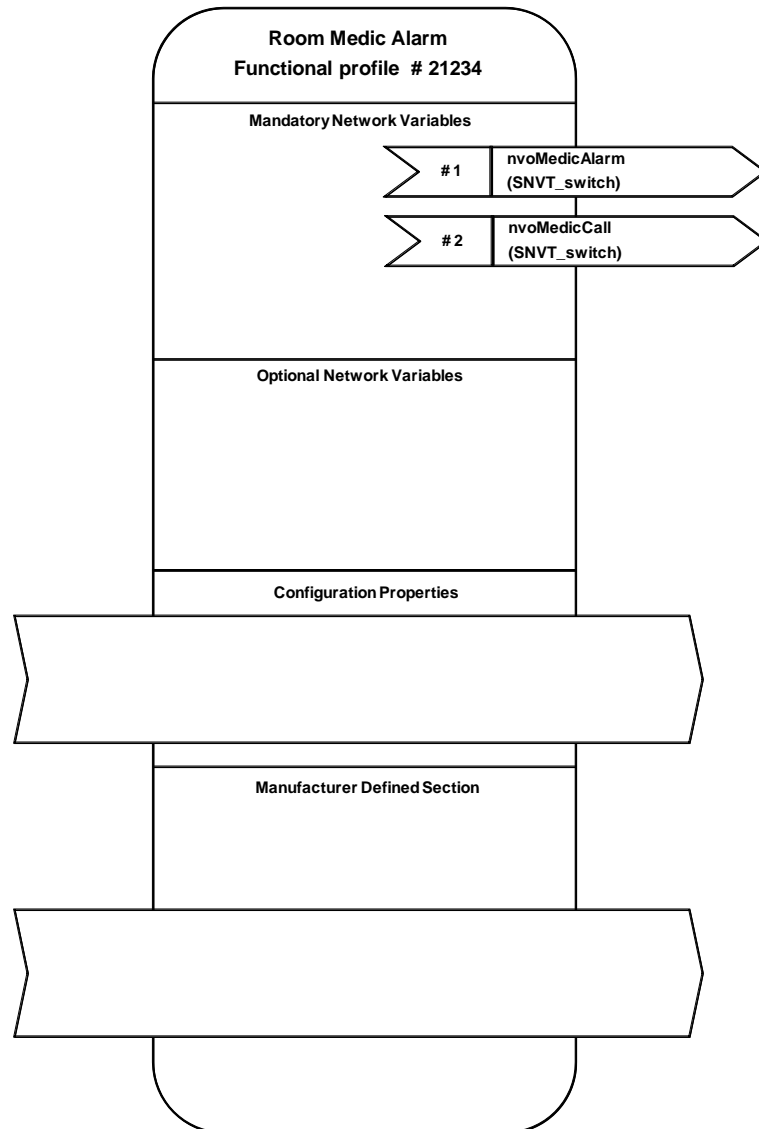 Room Medic Alarm
Functional profile # 21234
Mandatory Network Variables
# 1
nvoMedicAlarm
(SNVT_switch)
# 2
nvoMedicCall
(SNVT_switch)
Optional Network Variables
Configuration Properties
Manufacturer Defined Section